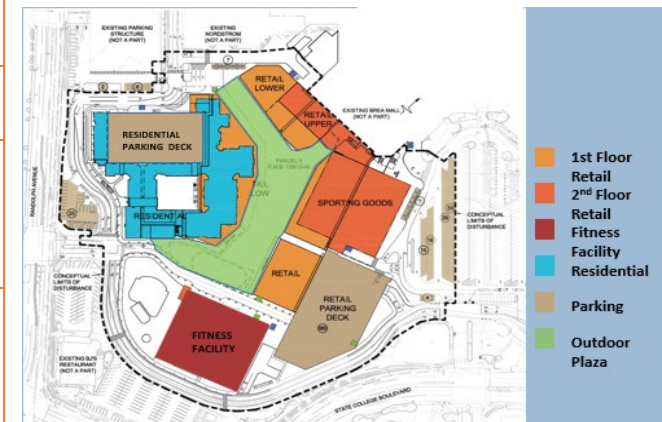 EXISTING PARKING
STRUCTURE
(NOT A PART)
EXISTING
NORDSTROM
(NOT A PART)
RETAIL
LOWER
RETAIL
UPPER
EXISTING BREA MALL
(NOT A PART)
RESIDENTIAL
PARKING DECK
RANDOLPH AVENUE
PARCEL 1
RESIDENTIAL
SPORTING GOODS
CONCEPTUAL
LIMITS OF
DISTURBANCE
CONCEPTUAL
LIMITS OF
DISTURBANCE
RETAIL
RETAIL
PARKING
DECK
FITNESS
FACILITY
EXISTING BJ'S
RESTAURANT
(NOT A PART)
STATE COLLEGE BOULEVARD
1st Floor
Retail
2nd Floor
Retail
Fitness
Facility
Residential
Parking
Outdoor
Plaza